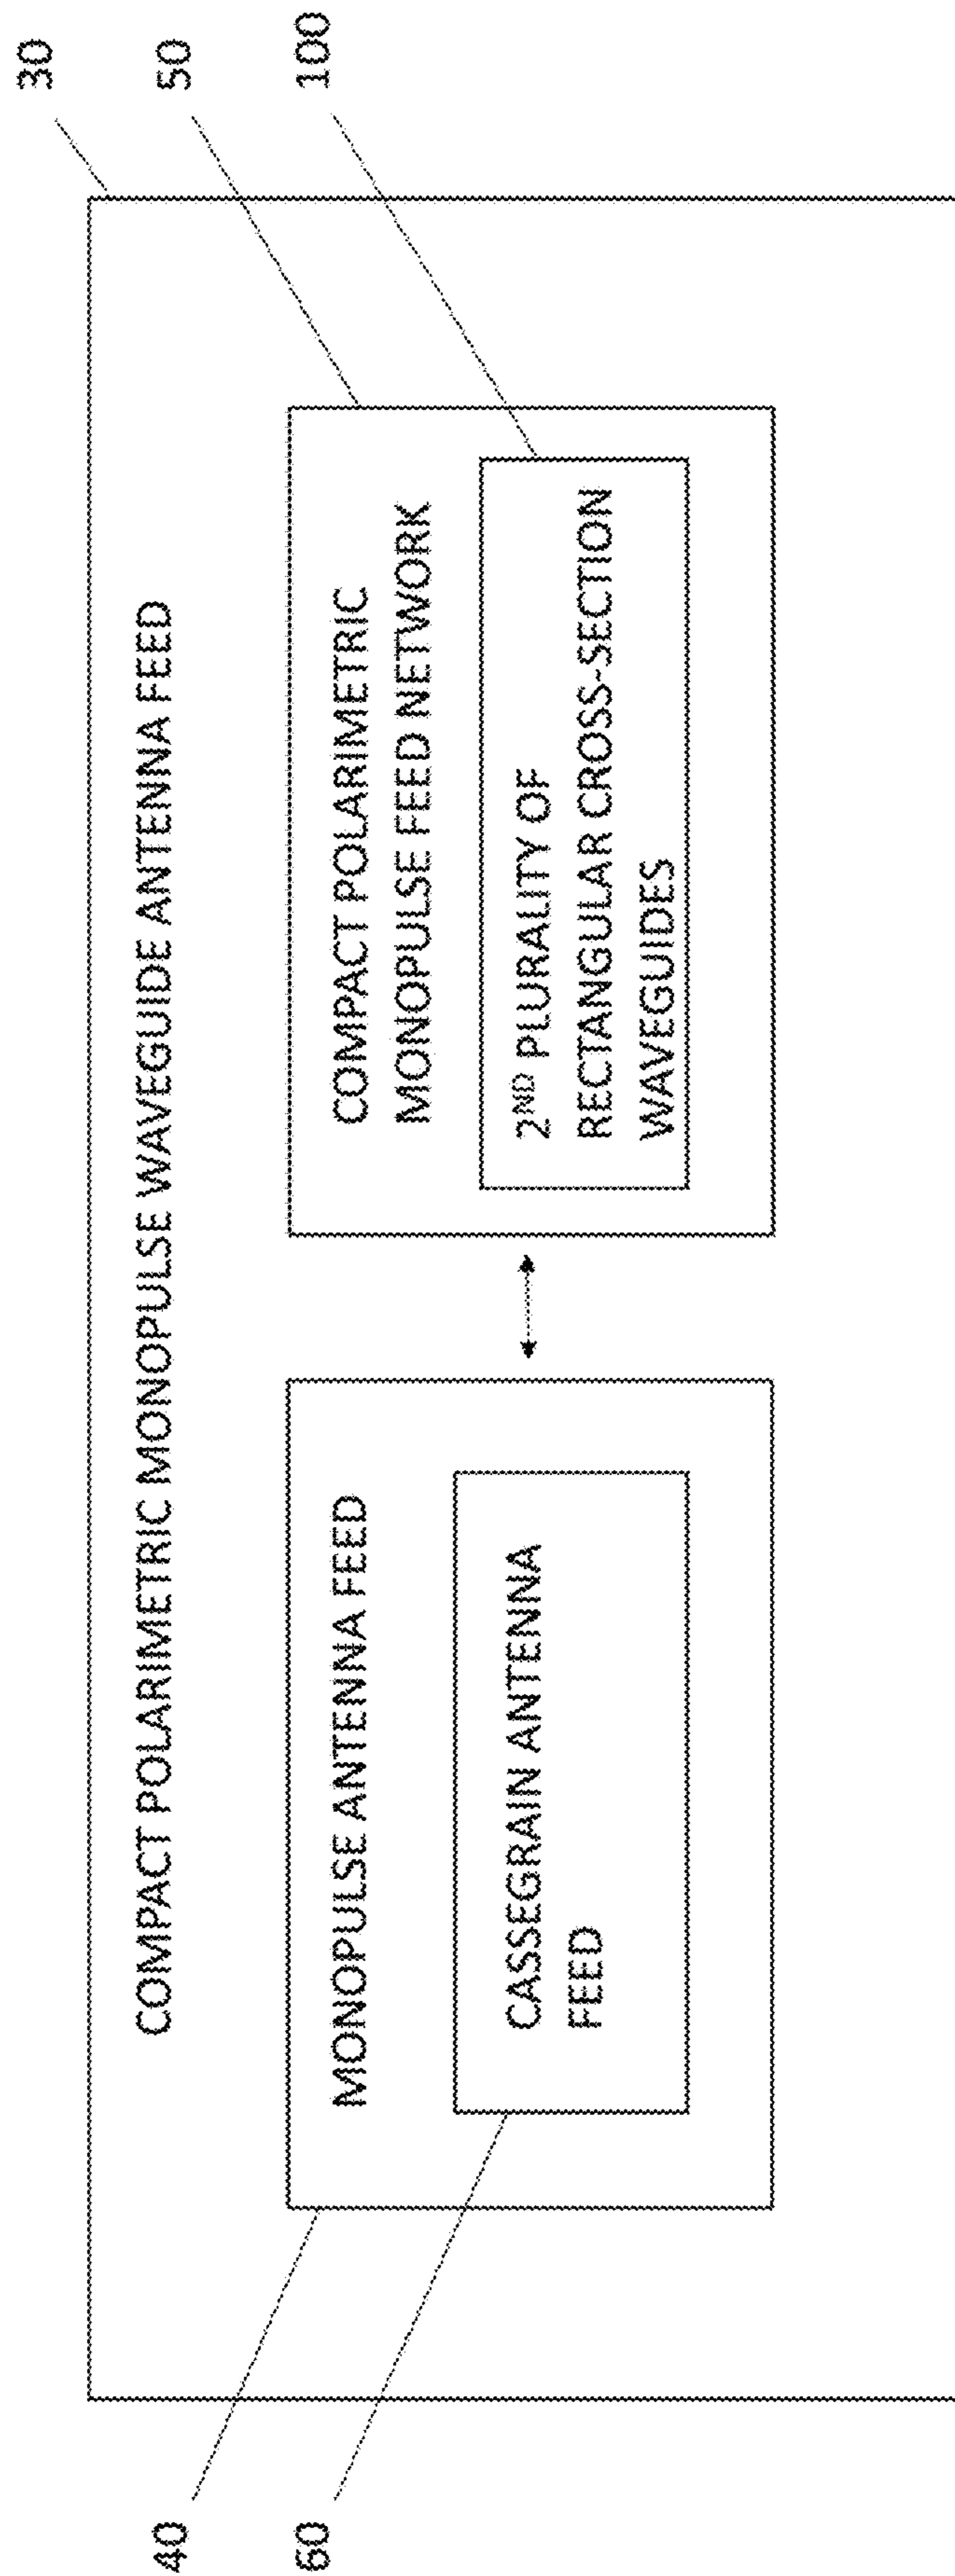 30
50
100
COMPACT POLARIMETRIC MONOPULSE WAVEGUIDE ANTENNA FEED
MONOPULSE ANTENNA FEED
CASSEGRAIN ANTENNA
FEED
COMPACT POLARIMETRIC
MONOPULSE FEED NETWORK
2ND PLURALITY OF
RECTANGULAR CROSS-SECTION
WAVEGUIDES
40
60